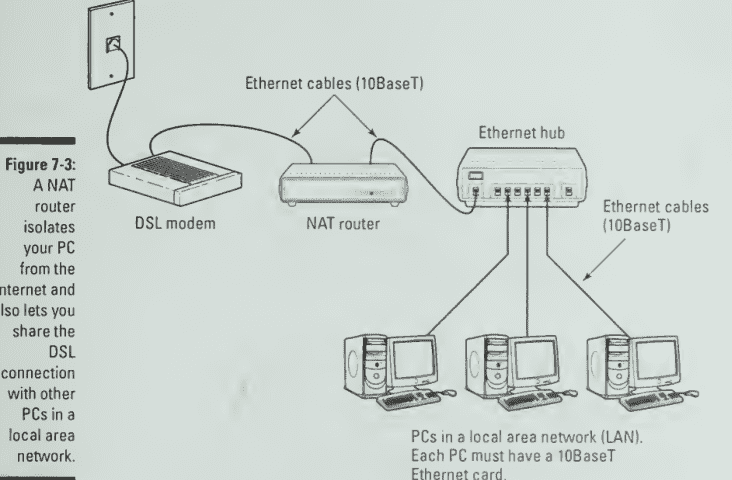 Ethernet cables (10BaseT)
Ethernet hub
Figure 7-3:
A NAT
router
isolates
your PC
from the
nternet and
lso lets you
share the
DSL
connection
with other
PCs in a
local area
network.
DSL modem
NAT router
Ethernet cables
(10BaseT)
PCs in a local area network (LAN).
Each PC must have a 10BaseT
Ethernet card.